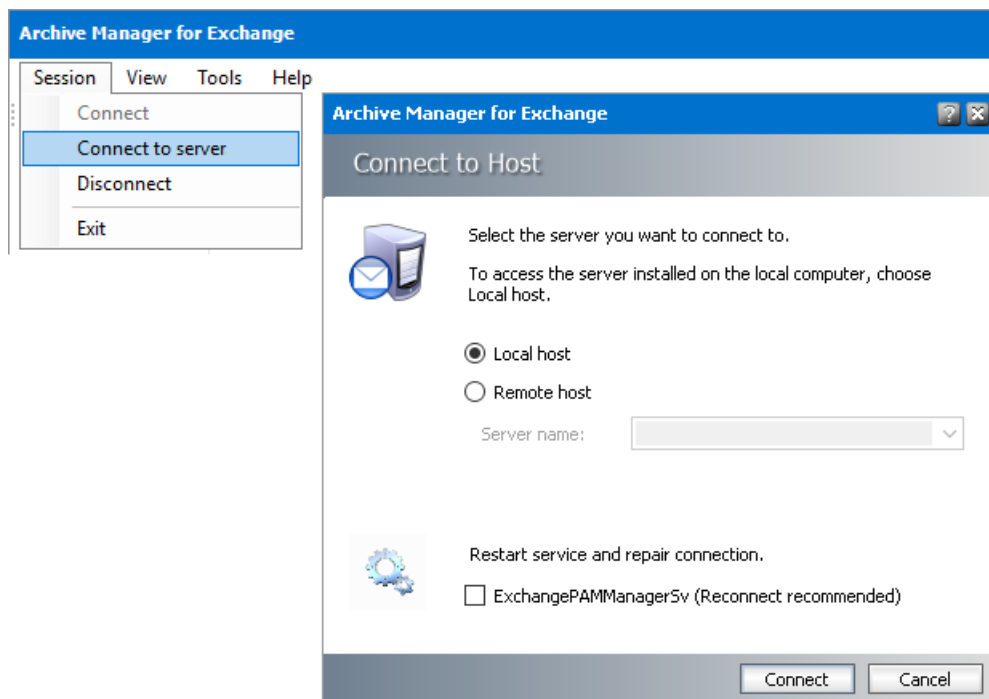 Archive Manager for Exchange
Session View Tools Help
Connect
Connect to server
Disconnect
Exit
Archive Manager for Exchange
Connect to Host
Select the server you want to connect to.
To access the server installed on the local computer, choose
Local host.
Local host
Remote host
Server name:
Restart service and repair connection.
ExchangePAMManagerSv (Reconnect recommended)
Connect Cancel